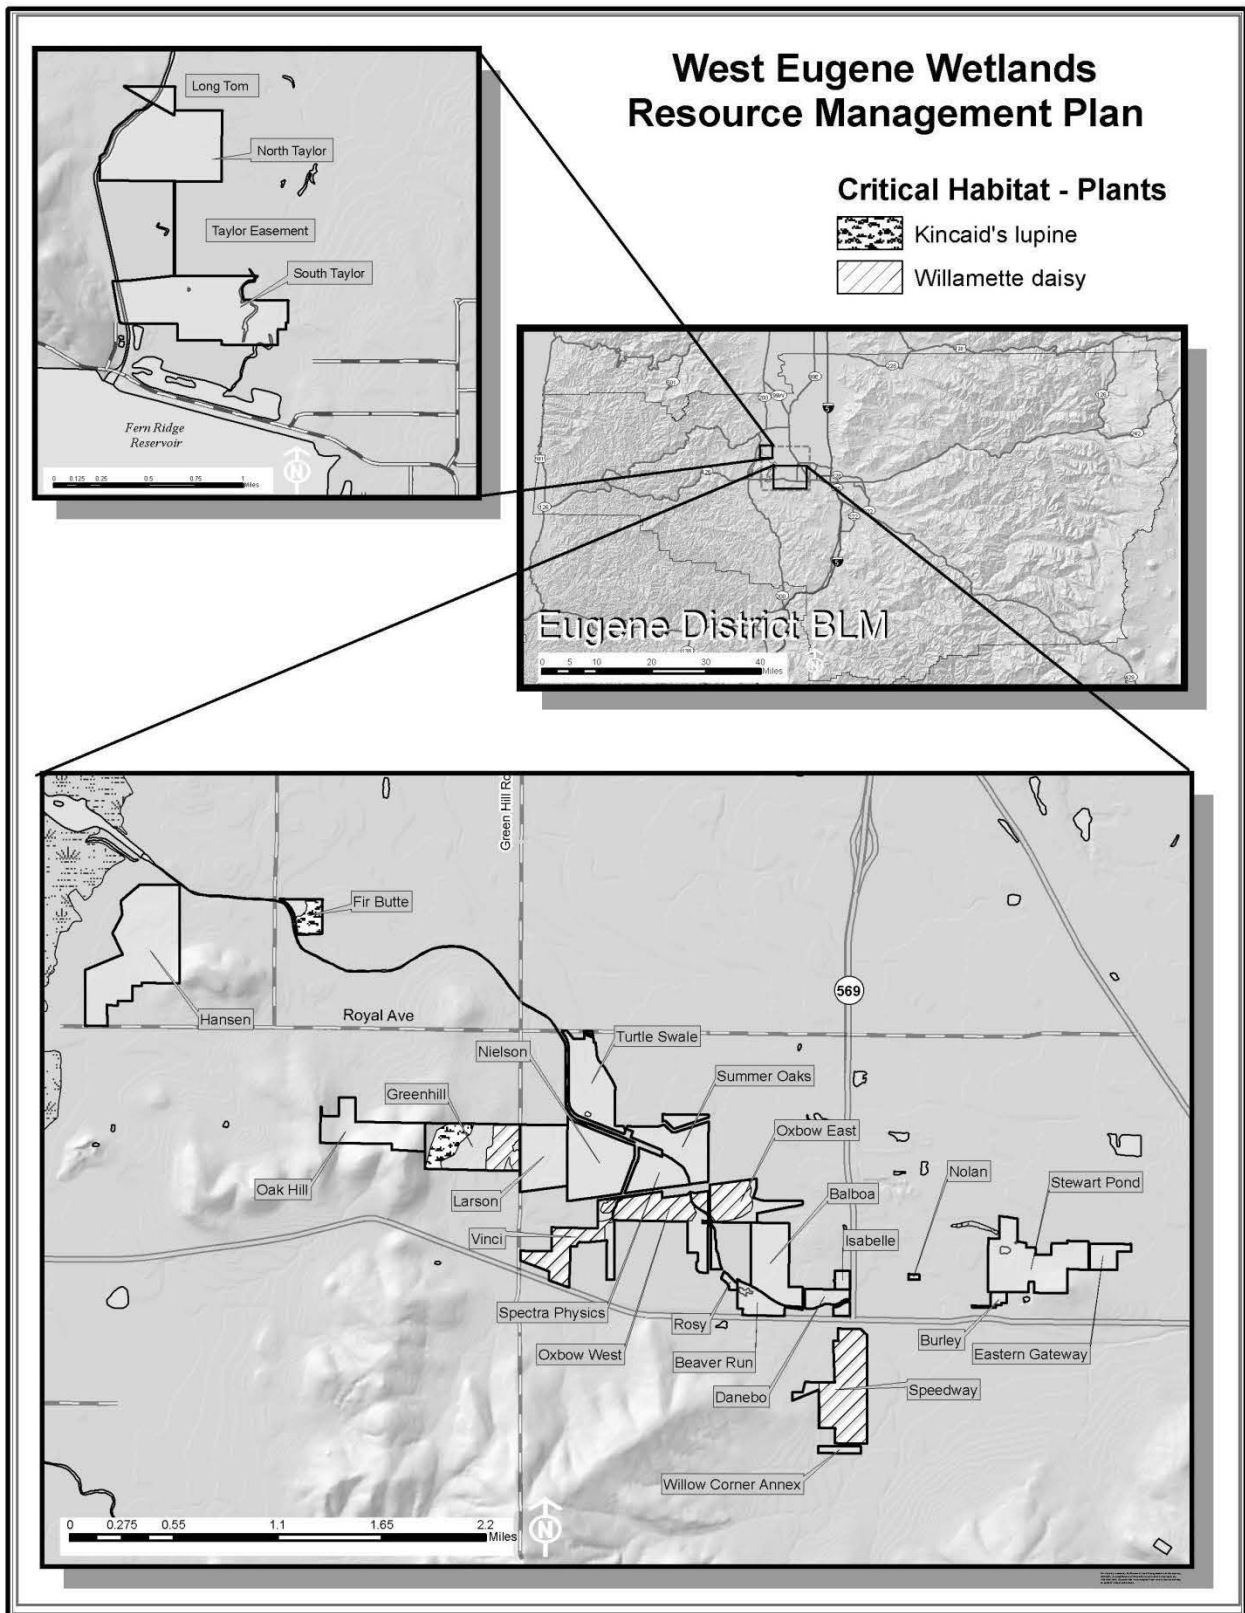 West Eugene Wetlands
Resource Management Plan
Critical Habitat - Plants
Kincaid's lupine
Willamette daisy
Long Tom
North Taylor
Taylor Easement
South Taylor
Fern Ridge
Reservoir
N
0 0.125 0.25 0.5 0.75 1
Miles
5
126
5
Eugene District BLM
0 5 10 20 30 40
Miles
N
Green Hill Ro
Fir Butte
569
Hansen
Royal Ave
Turtle Swale
Nielson
Summer Oaks
Greenhill
Oxbow East
Nolan
Stewart Pond
Oak Hill
Larson
Balboa
Vinci
Isabelle
Spectra Physics
Rosy
Burley
Oxbow West
Beaver Run
Eastern Gateway
Danebo
Speedway
Willow Corner Annex
0 0.275 0.55 1.1 1.65 2.2
Miles
N